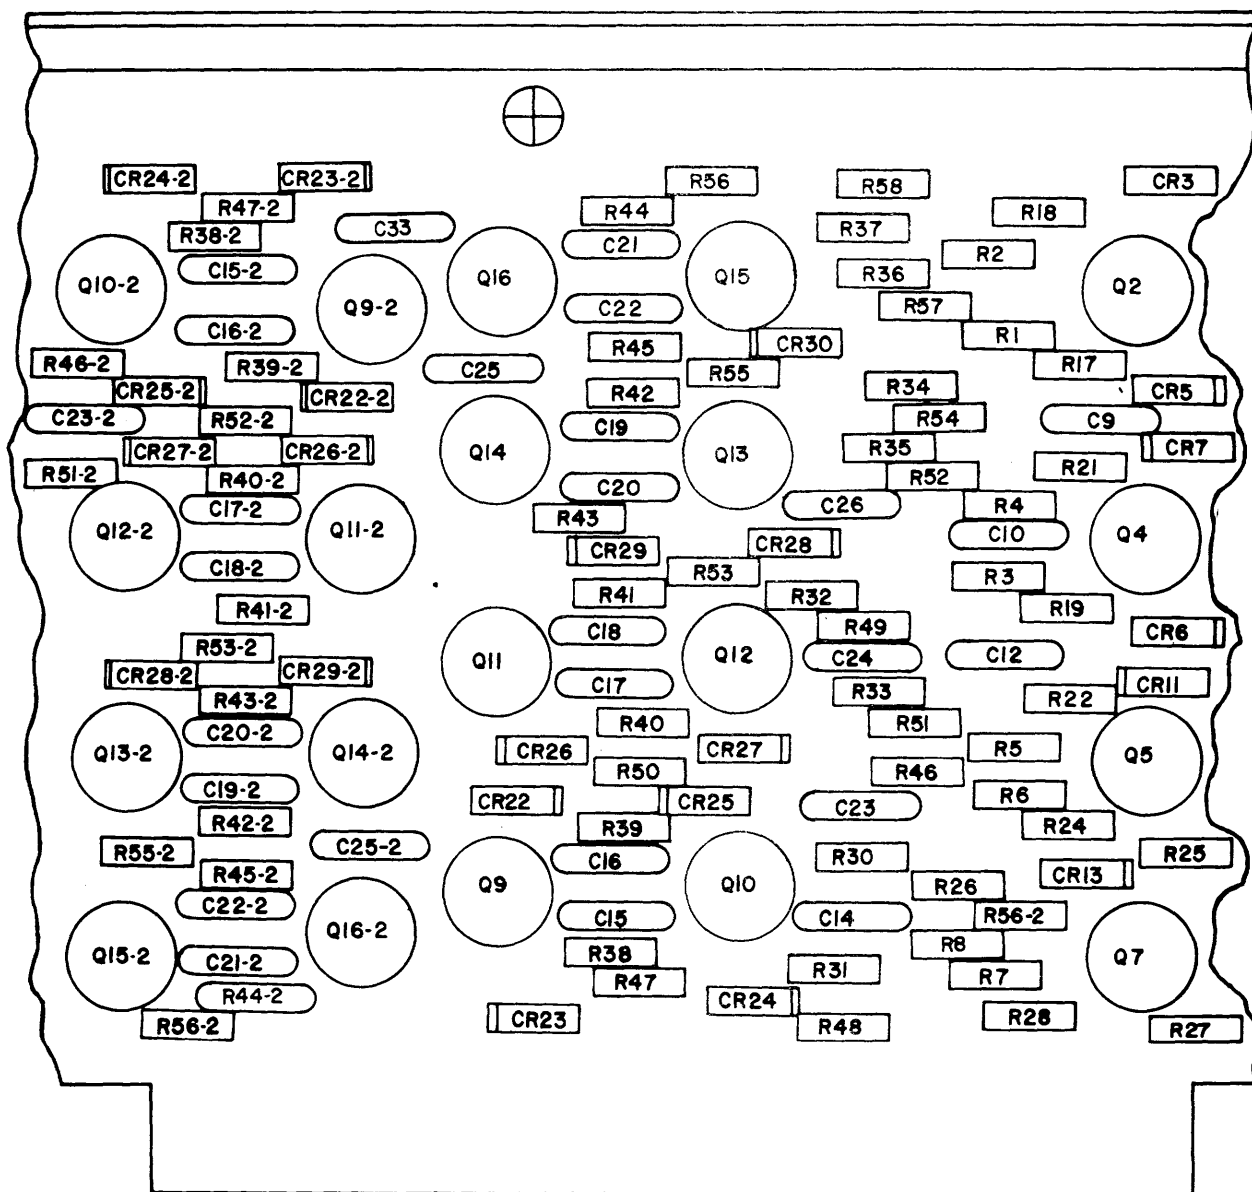 CR24-2 CR23-2 R56 R58 CR3
R47-2 R44 R18
R38-2 C33 C21 R37 R2
C15-2 Q16 Q15 R36
Q10-2 Q9-2 C22 R57 Q2
C16-2 R45 CR30 R1
R46-2 R39-2 C25 R55 R17
CR25-2 CR22-2 R42 R34 CR5
C23-2 R52-2 C19 R54 C9
CR27-2 CR26-2 Q14 Q13 R35 CR7
R51-2 R40-2 C20 R52 R21
C17-2 R43 C26 R4
Q12-2 Q11-2 CR29 CR28 C10 Q4
C18-2 R53 R3
R41-2 R41 R32 R19
R53-2 C18 R49 CR6
CR28-2 CR29-2 Q11 Q12 C24 C12
R43-2 C17 R33 R22 CR11
C20-2 R40 R51
Q13-2 Q14-2 CR26 CR27 R5 Q5
C19-2 R50 R46 R6
R42-2 CR22 CR25 C23
R55-2 C25-2 R39 R24
R45-2 C16 R30 CR13 R25
C22-2 Q9 Q10 R26
Q16-2 C15 C14 R56-2
Q15-2 R38 R8 Q7
C21-2 R47 R31 R7
R44-2 CR24
R56-2 CR23 R48 R28 R27